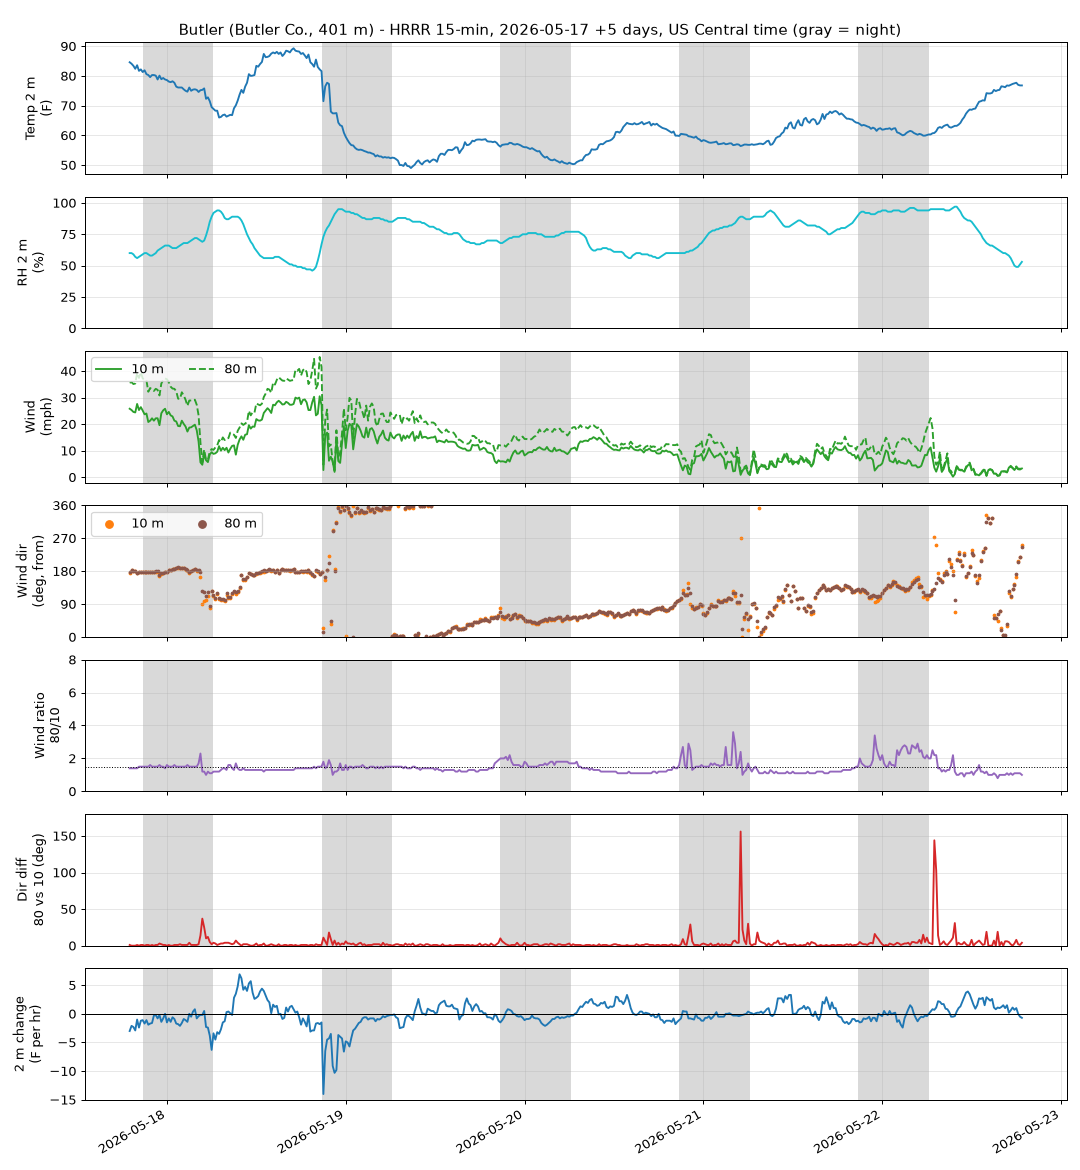 Butler (Butler Co., 401 m) - HRRR 15-min, 2026-05-17 +5 days, US Central time (gray = night)
Temp 2 m
(F)
90
80
70
60
50
RH 2 m
(%)
100
75
50
25
0
Wind
(mph)
40
30
20
10
0
10 m
80 m
Wind dir
(deg, from)
360
270
180
90
0
10 m
80 m
Wind ratio
80/10
8
6
4
2
0
Dir diff
80 vs 10 (deg)
150
100
50
0
2 m change
(F per hr)
5
0
−5
−10
−15
2026-05-18
2026-05-19
2026-05-20
2026-05-21
2026-05-22
2026-05-23